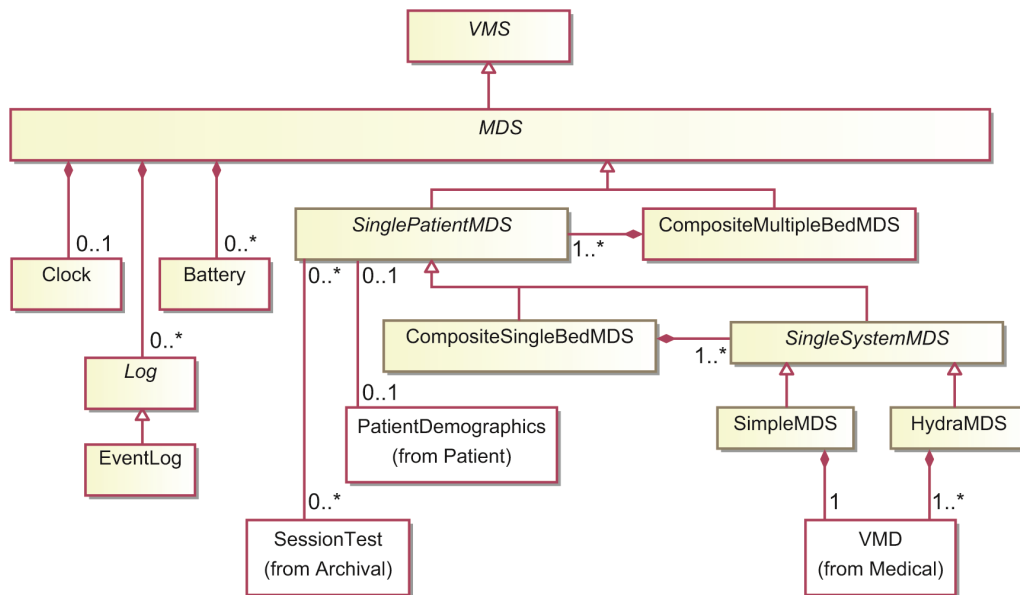 VMS
MDS
SinglePatientMDS
CompositeMultipleBedMDS
1..*
0..1
0..*
Clock
Battery
0..*
0..1
CompositeSingleBedMDS
SingleSystemMDS
1..*
0..*
Log
0..1
PatientDemographics
(from Patient)
SimpleMDS
HydraMDS
EventLog
0..*
1
1..*
SessionTest
(from Archival)
VMD
(from Medical)